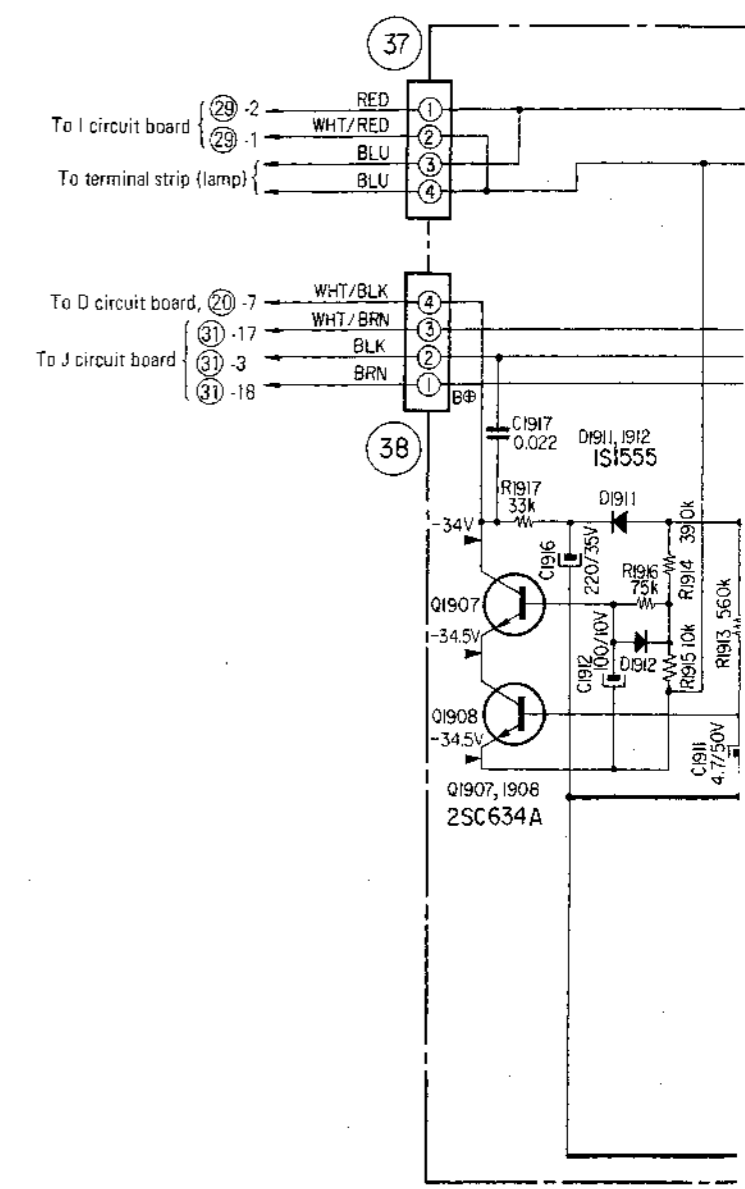 37
To I circuit board
29 -2
RED
1
29 -1
WHT/RED
2
To terminal strip (lamp)
BLU
3
BLU
4
To D circuit board, 20 -7
WHT/BLK
4
To J circuit board
31 -17
WHT/BRN
3
31 -3
BLK
2
31 -18
BRN
1
B⊕
38
C1917
0.022
D1911, 1912
1S1555
R1917
33k
D1911
-34V
C1916
220/35V
R1914
3910k
R1916
75k
Q1907
-34.5V
C1912
100/10V
D1912
R1915 10k
R1913 560k
Q1908
-34.5V
C1911
4.7/50V
Q1907, 1908
2SC634A